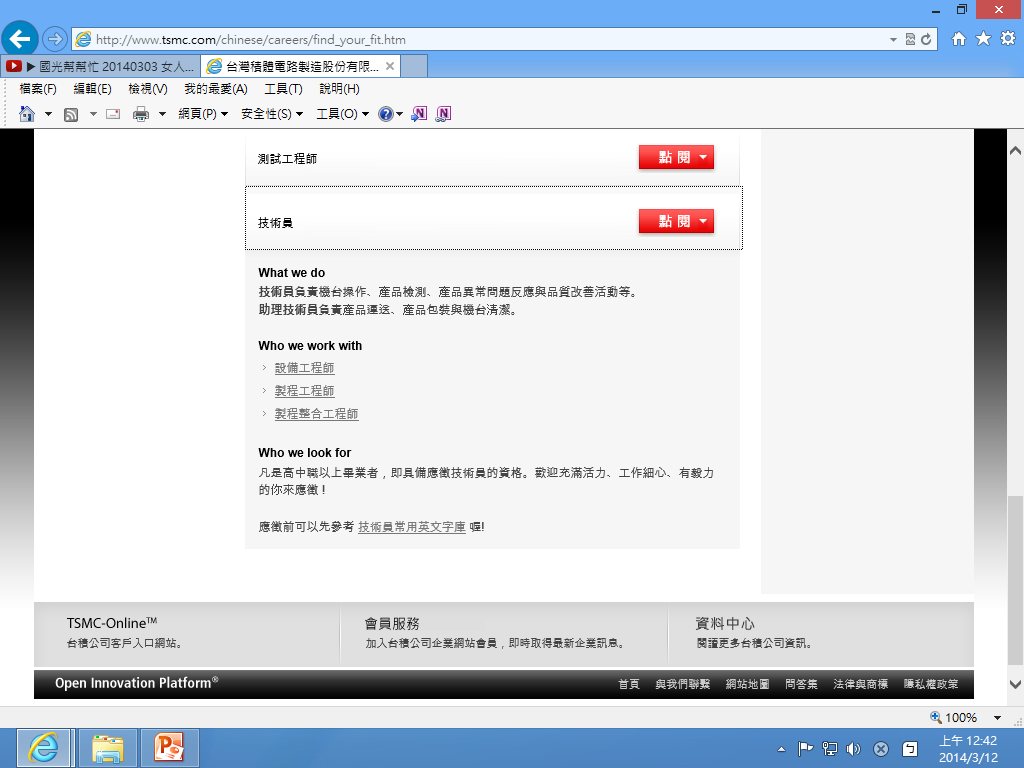 http://www.tsmc.com/chinese/careers/find_your_fit.htm
▶ 國光幫幫忙 20140303 女人...
台灣積體電路製造股份有限...
檔案(F) 編輯(E) 檢視(V) 我的最愛(A) 工具(T) 說明(H)
網頁(P) 安全性(S) 工具(O)
測試工程師 點閱
技術員 點閱
What we do
技術員負責機台操作、產品檢測、產品異常問題反應與品質改善活動等。
助理技術員負責產品運送、產品包裝與機台清潔。
Who we work with
設備工程師
製程工程師
製程整合工程師
Who we look for
凡是高中職以上畢業者，即具備應徵技術員的資格。歡迎充滿活力、工作細心、有毅力
的你來應徵！
應徵前可以先參考 技術員常用英文字庫 喔!
TSMC-Online™ 會員服務 資料中心
台積公司客戶入口網站。 加入台積公司企業網站會員，即時取得最新企業訊息。 閱讀更多台積公司資訊。
Open Innovation Platform®
首頁 與我們聯繫 網站地圖 問答集 法律與商標 隱私權政策
100%
上午 12:42
2014/3/12